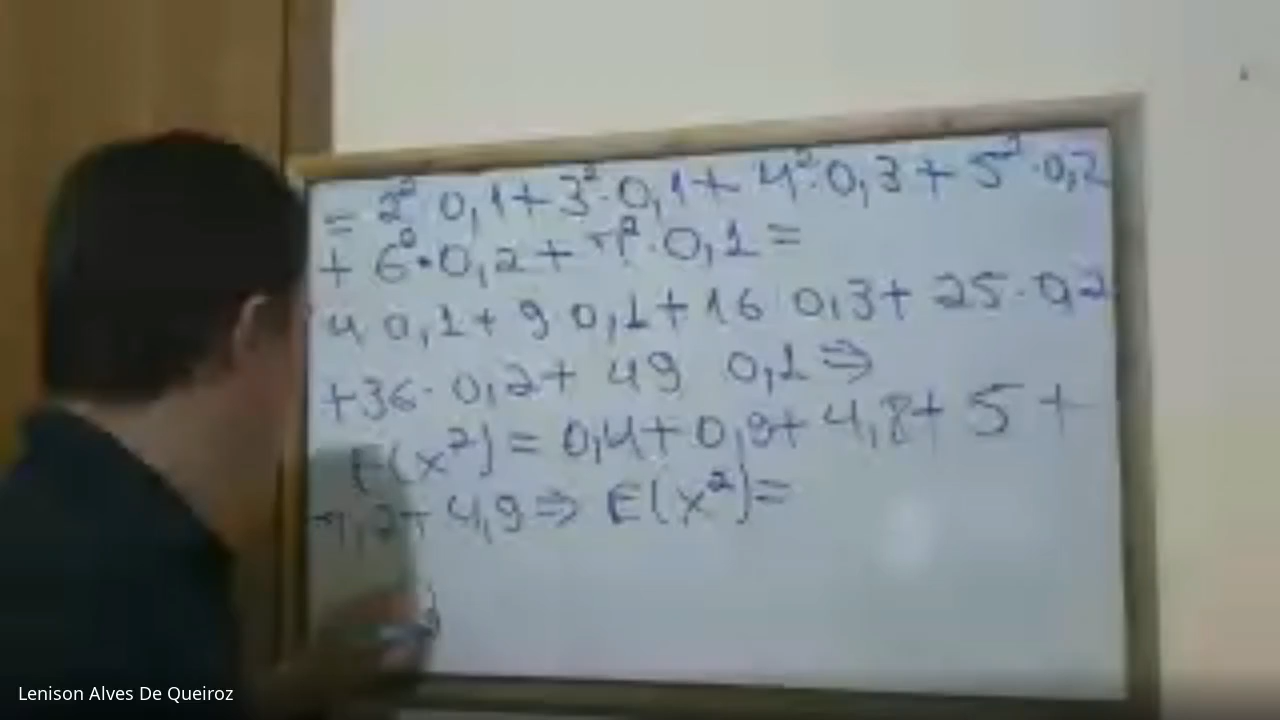 = 2² 0,1 + 3² · 0,1 + 4² · 0,3 + 5² · 0,2
+ 6² · 0,2 + 7² · 0,1 =
4 0,1 + 9 0,1 + 16 0,3 + 25 · 0,2
+ 36 · 0,2 + 49 0,1 ⇒
E(x²) = 0,4 + 0,9 + 4,8 + 5 +
7,2 + 4,9 ⇒ E(x²) =
Lenison Alves De Queiroz